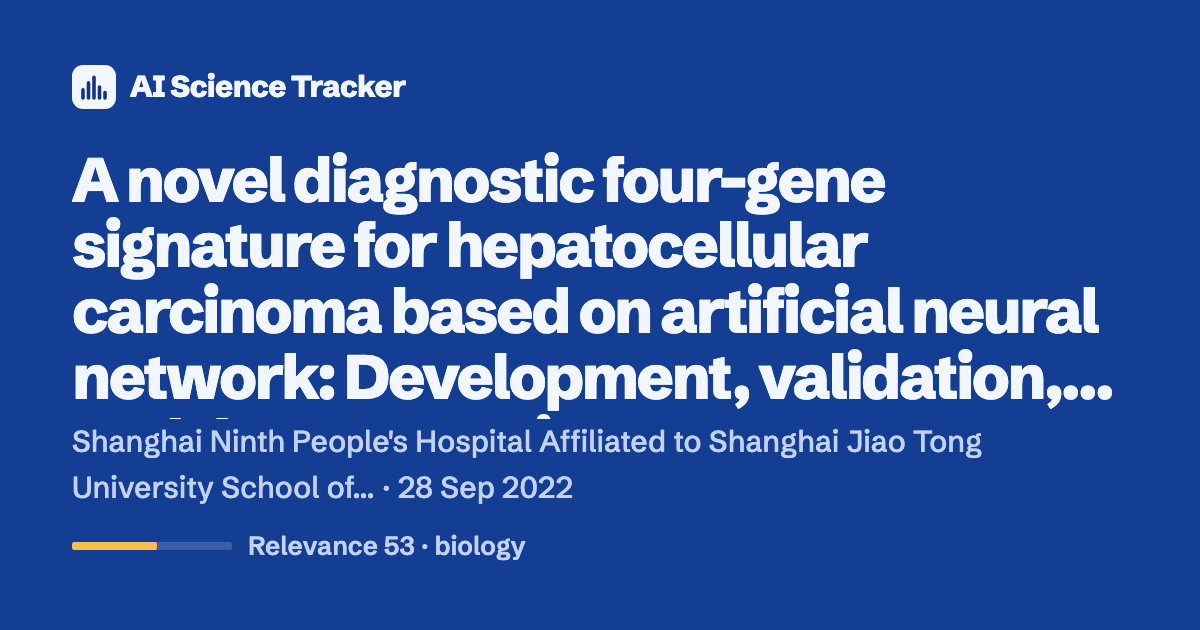 AI Science Tracker
A novel diagnostic four-gene
signature for hepatocellular
carcinoma based on artificial neural
network: Development, validation,...
Shanghai Ninth People's Hospital Affiliated to Shanghai Jiao Tong
University School of... · 28 Sep 2022
Relevance 53 · biology